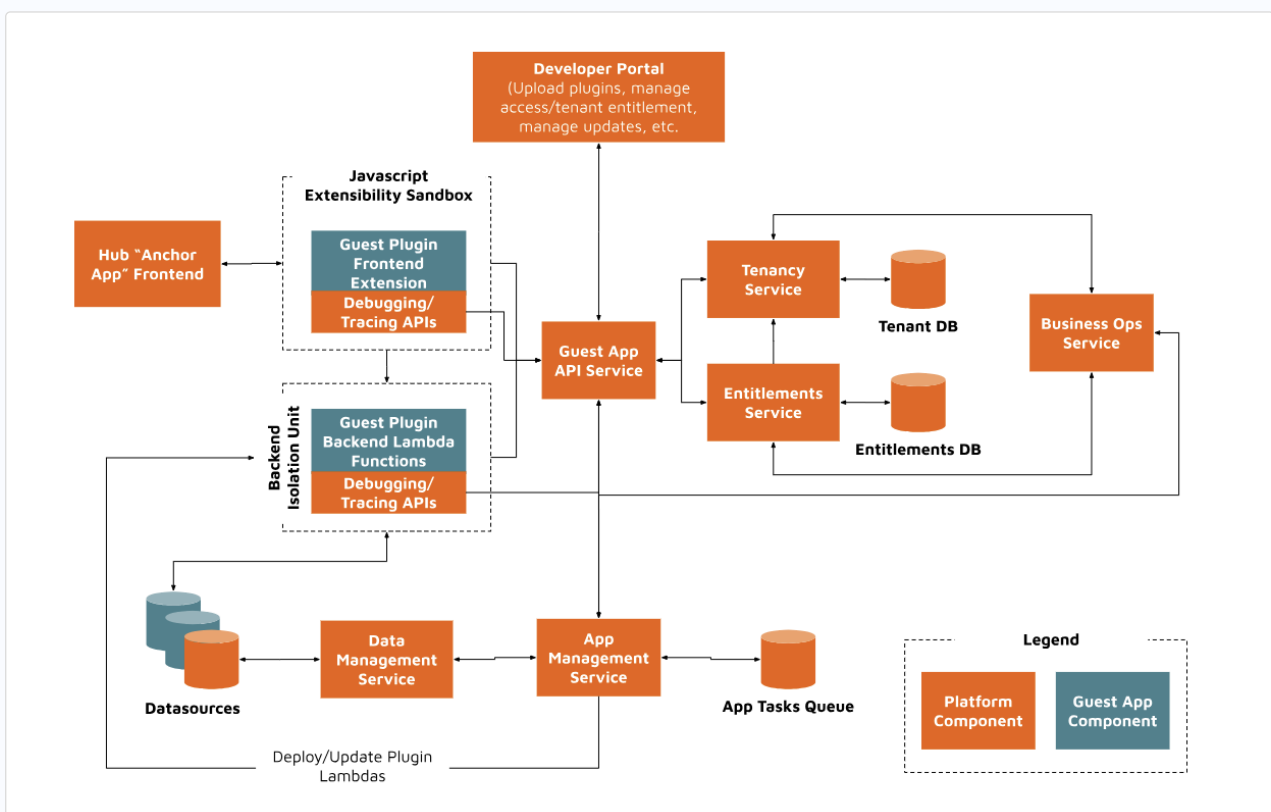 Developer Portal
(Upload plugins, manage
access/tenant entitlement,
manage updates, etc.
Javascript
Extensibility Sandbox
Hub “Anchor
App” Frontend
Guest Plugin
Frontend
Extension
Debugging/
Tracing APIs
Tenancy
Service
Tenant DB
Business Ops
Service
Guest App
API Service
Entitlements
Service
Entitlements DB
Backend
Isolation Unit
Guest Plugin
Backend Lambda
Functions
Debugging/
Tracing APIs
Datasources
Data
Management
Service
App
Management
Service
App Tasks Queue
Deploy/Update Plugin
Lambdas
Legend
Platform
Component
Guest App
Component